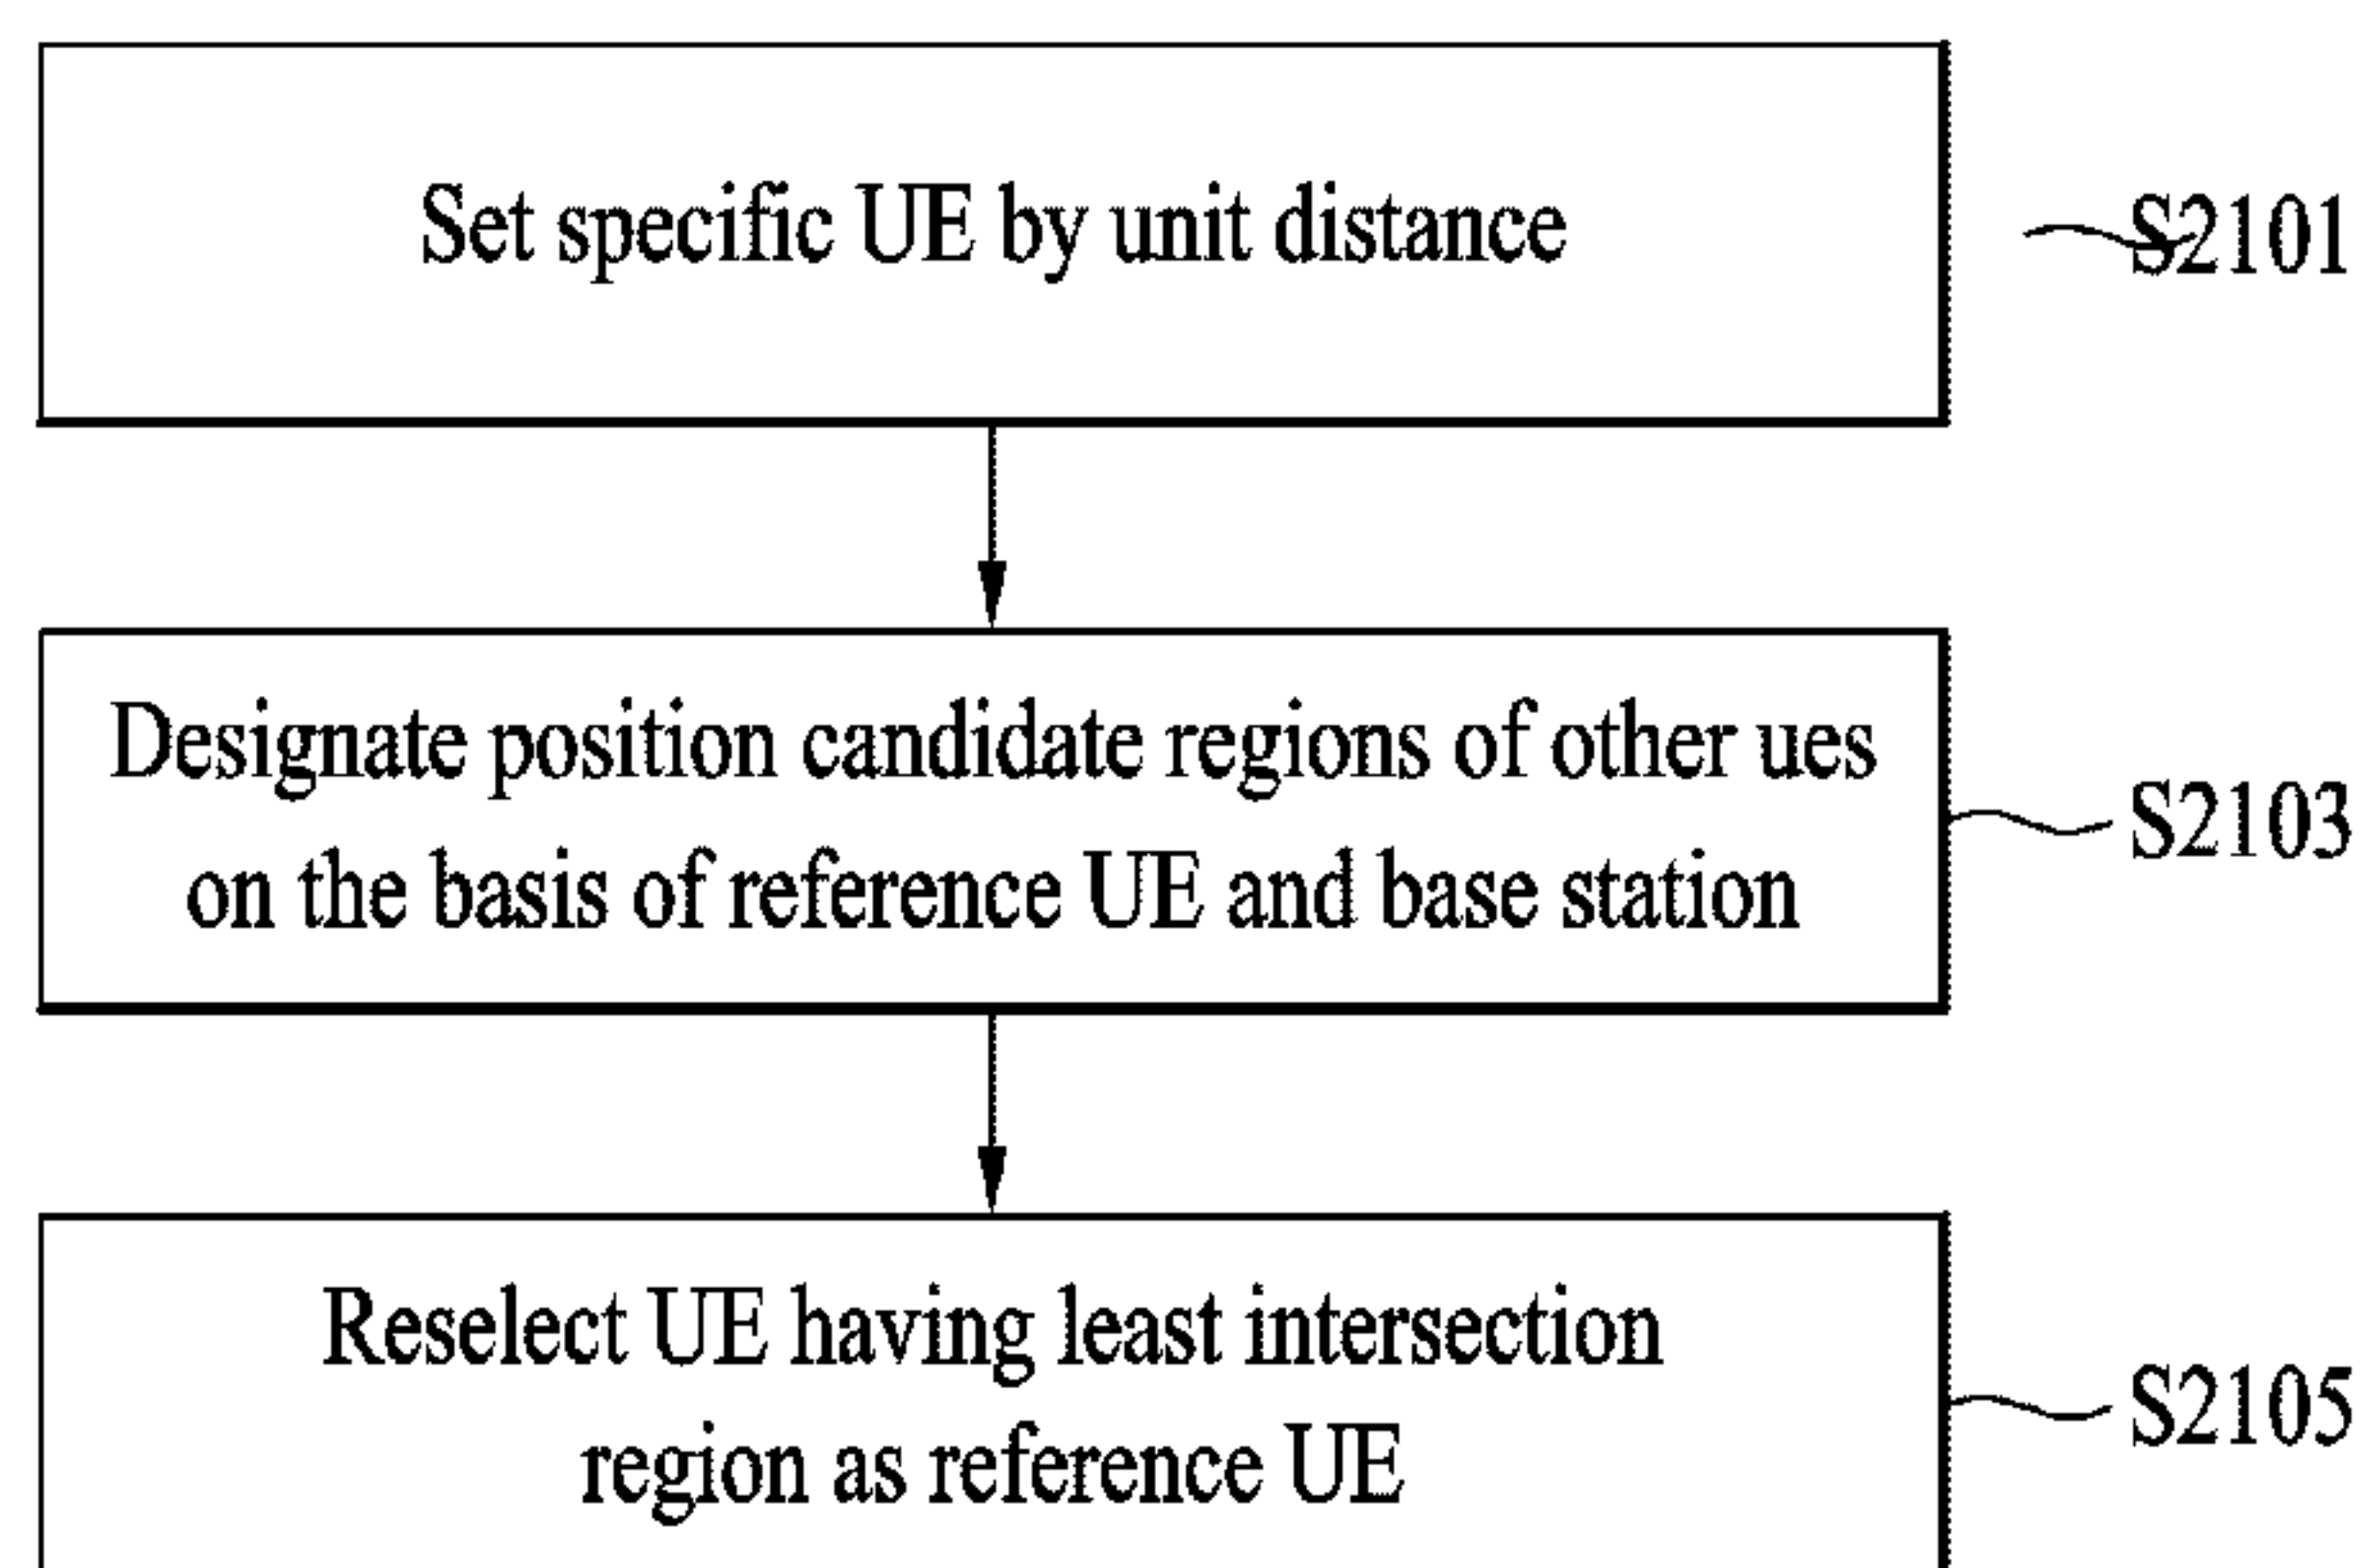 Set specific UE by unit distance
S2101
Designate position candidate regions of other ues
on the basis of reference UE and base station
S2103
Reselect UE having least intersection
region as reference UE
S2105